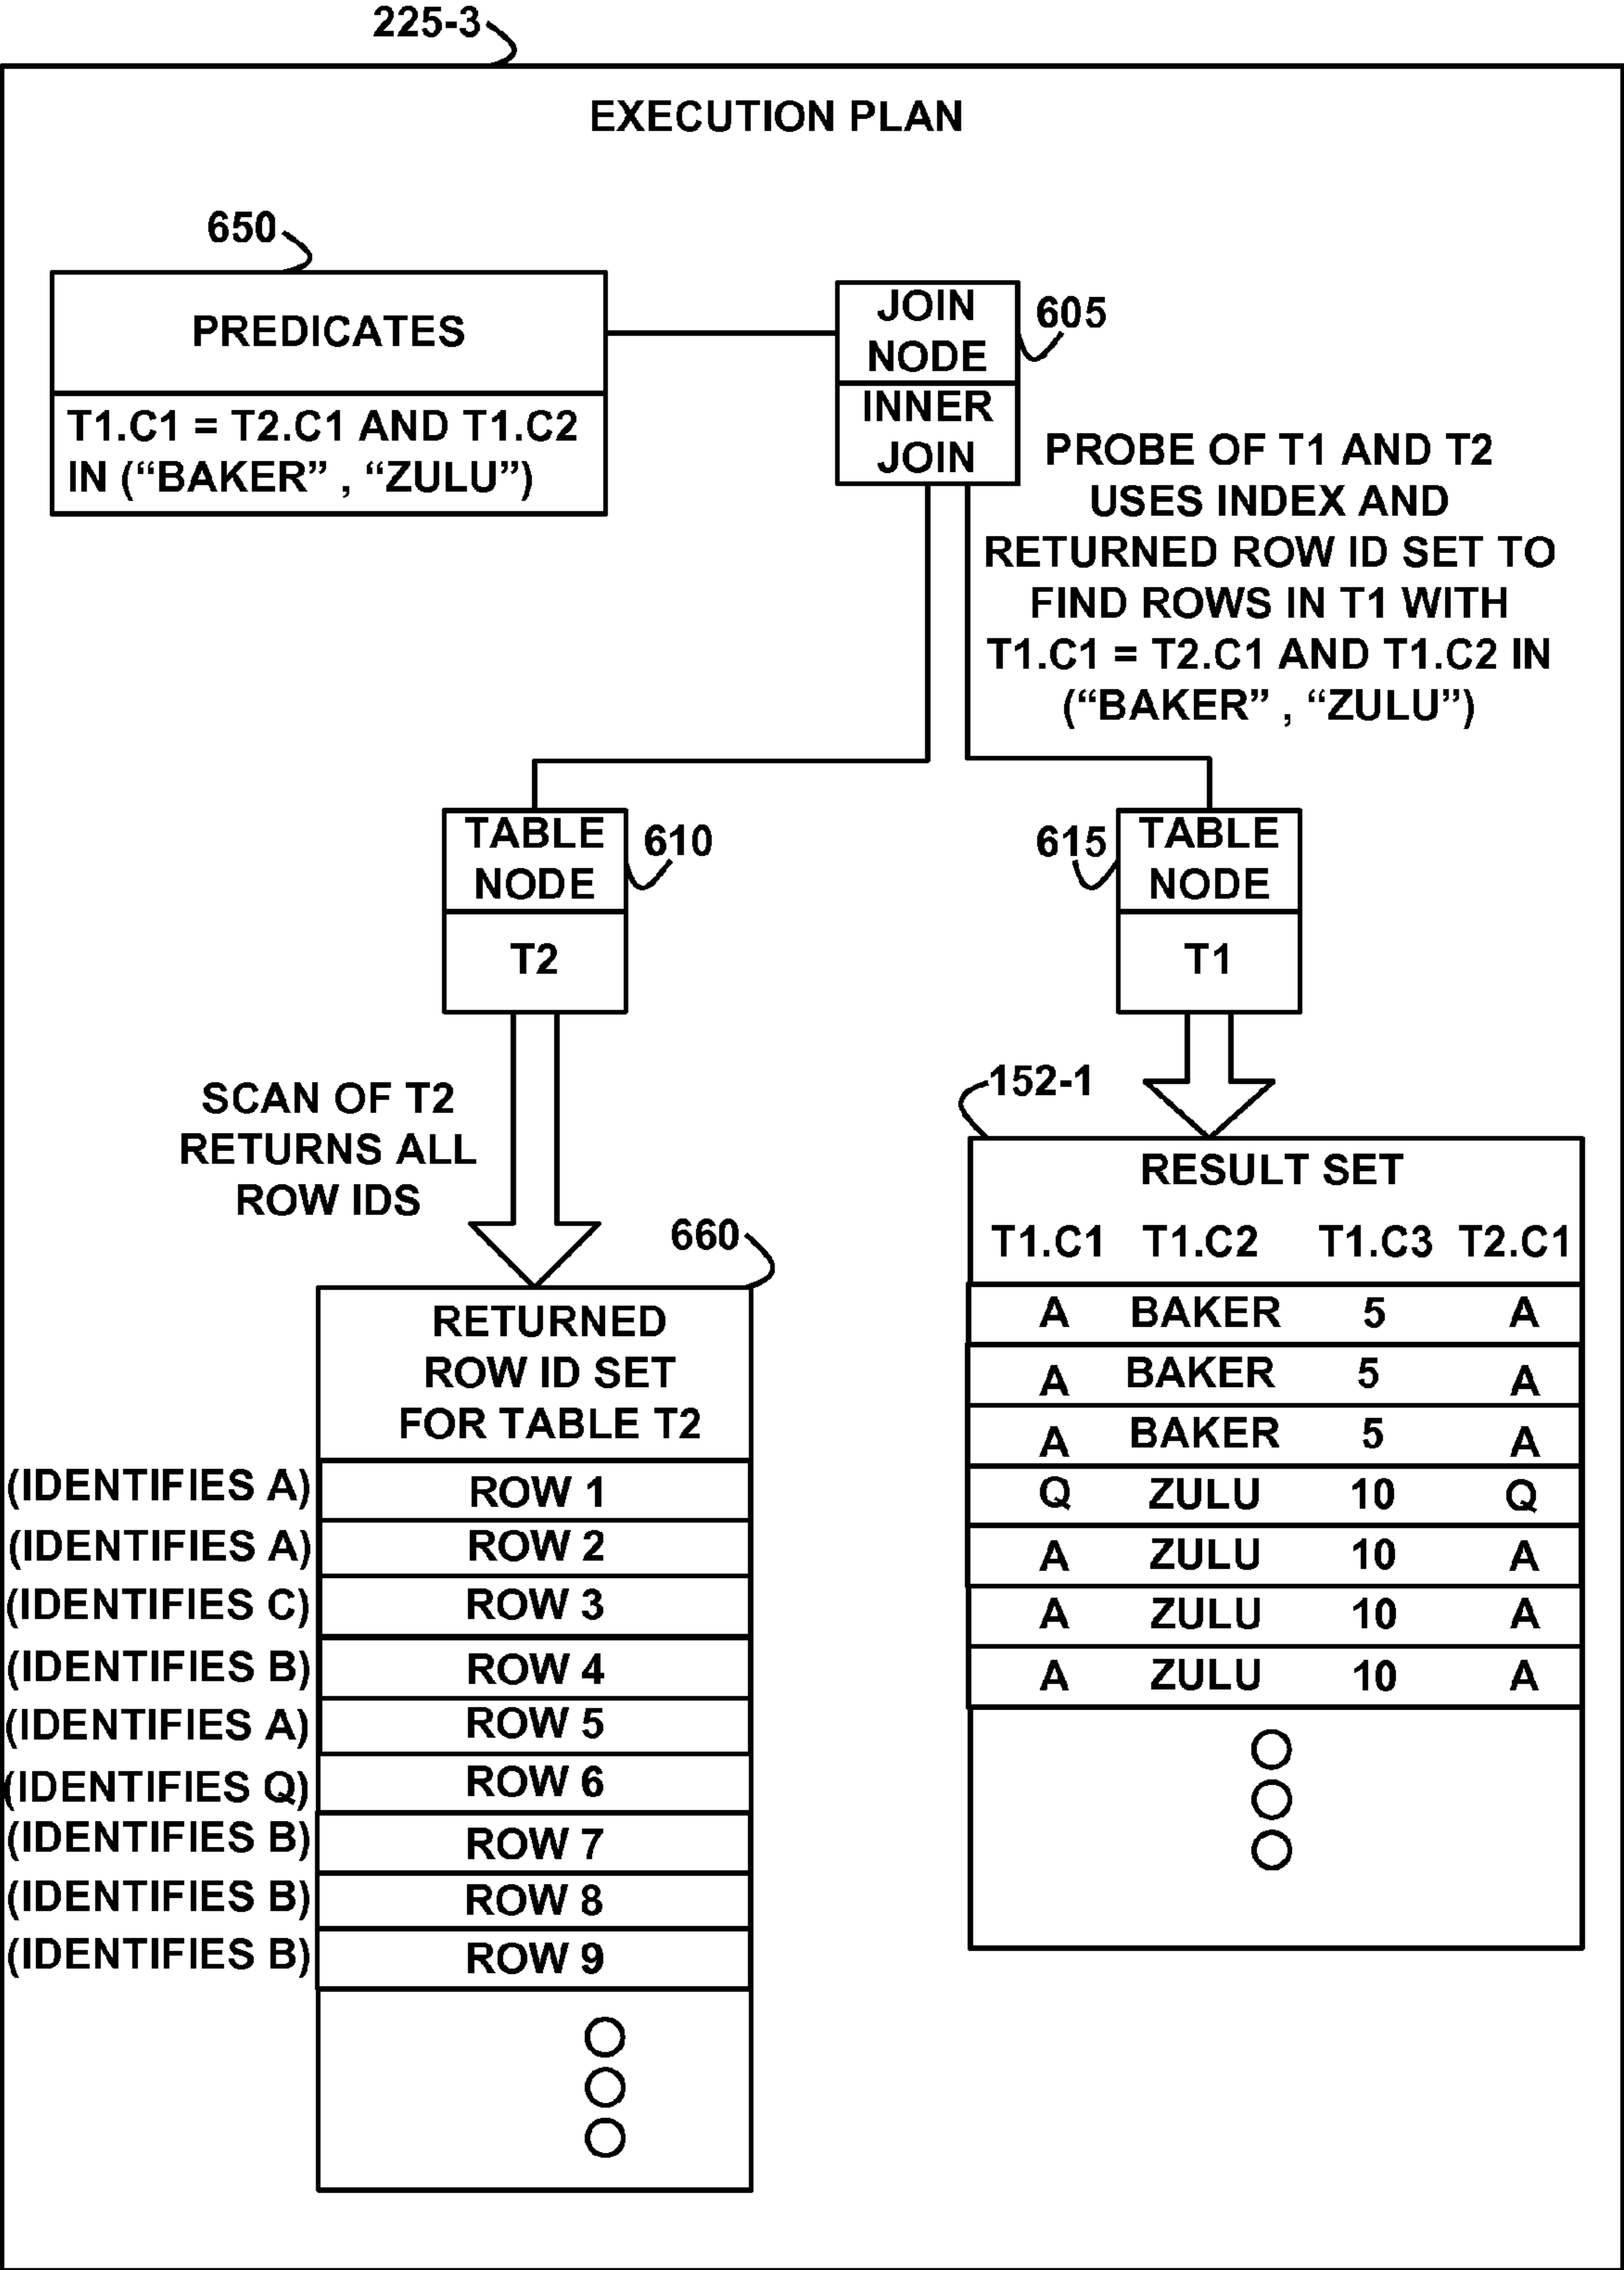 225-3
EXECUTION PLAN
650
PREDICATES
T1.C1 = T2.C1 AND T1.C2
IN (“BAKER” , “ZULU”)
JOIN
NODE
INNER
JOIN
605
PROBE OF T1 AND T2
USES INDEX AND
RETURNED ROW ID SET TO
FIND ROWS IN T1 WITH
T1.C1 = T2.C1 AND T1.C2 IN
(“BAKER” , “ZULU”)
TABLE
NODE
T2
610
615
TABLE
NODE
T1
SCAN OF T2
RETURNS ALL
ROW IDS
660
RETURNED
ROW ID SET
FOR TABLE T2
(IDENTIFIES A) ROW 1
(IDENTIFIES A) ROW 2
(IDENTIFIES C) ROW 3
(IDENTIFIES B) ROW 4
(IDENTIFIES A) ROW 5
(IDENTIFIES Q) ROW 6
(IDENTIFIES B) ROW 7
(IDENTIFIES B) ROW 8
(IDENTIFIES B) ROW 9
152-1
RESULT SET
T1.C1 T1.C2 T1.C3 T2.C1
A BAKER 5 A
A BAKER 5 A
A BAKER 5 A
Q ZULU 10 Q
A ZULU 10 A
A ZULU 10 A
A ZULU 10 A